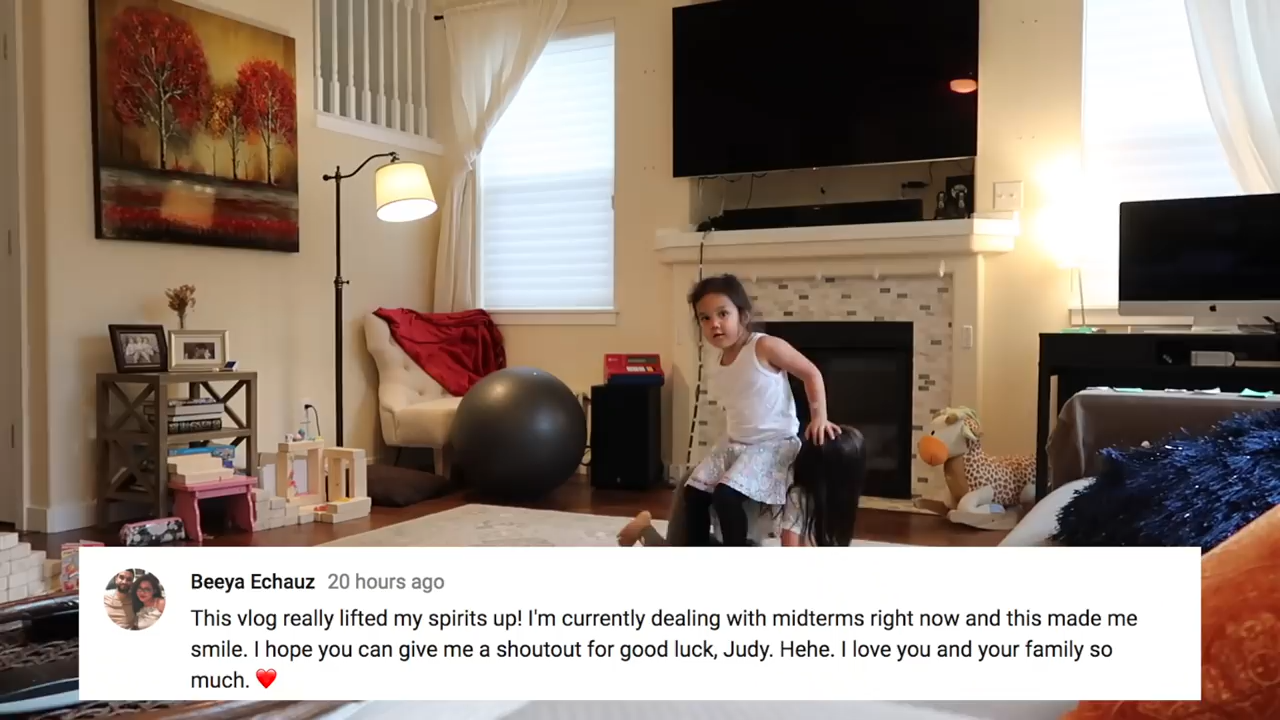 Beeya Echauz 20 hours ago
This vlog really lifted my spirits up! I'm currently dealing with midterms right now and this made me
smile. I hope you can give me a shoutout for good luck, Judy. Hehe. I love you and your family so
much. ❤️